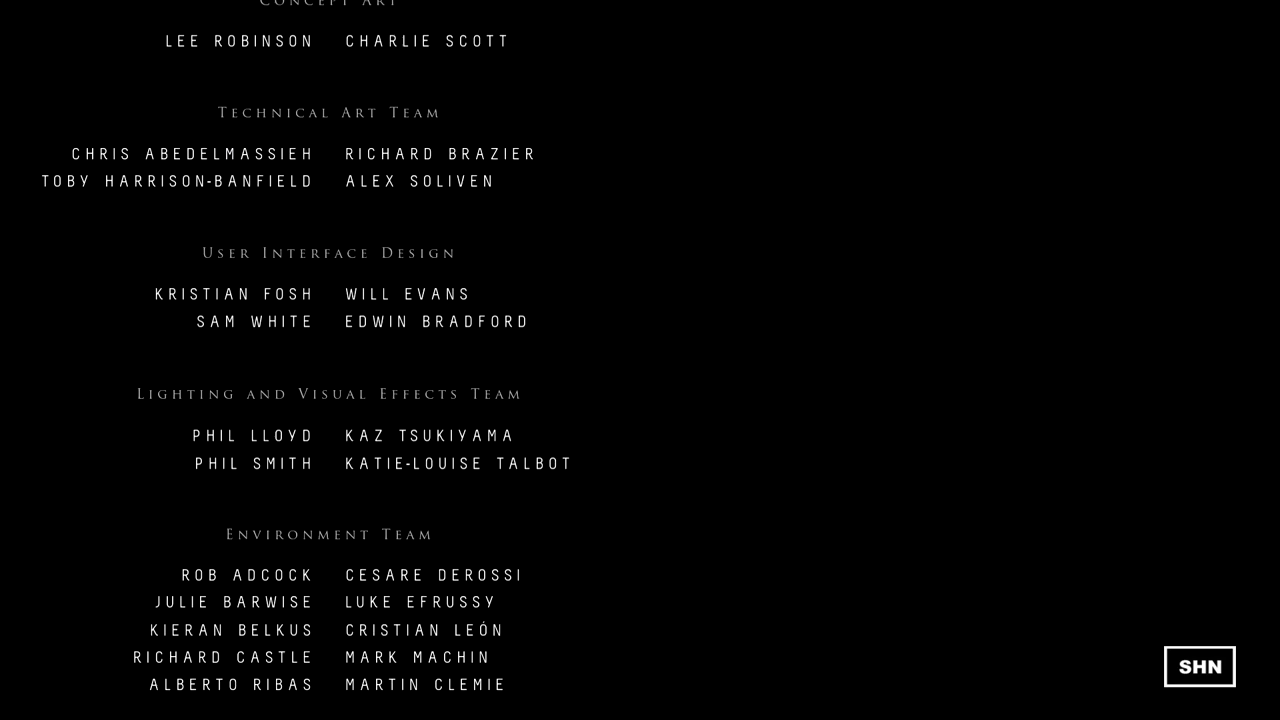 Concept Art
LEE ROBINSON CHARLIE SCOTT
Technical Art Team
CHRIS ABEDELMASSIEH RICHARD BRAZIER
TOBY HARRISON-BANFIELD ALEX SOLIVEN
User Interface Design
KRISTIAN FOSH WILL EVANS
SAM WHITE EDWIN BRADFORD
Lighting and Visual Effects Team
PHIL LLOYD KAZ TSUKIYAMA
PHIL SMITH KATIE-LOUISE TALBOT
Environment Team
ROB ADCOCK CESARE DEROSSI
JULIE BARWISE LUKE EFRUSSY
KIERAN BELKUS CRISTIAN LEÓN
RICHARD CASTLE MARK MACHIN
ALBERTO RIBAS MARTIN CLEMIE
SHN